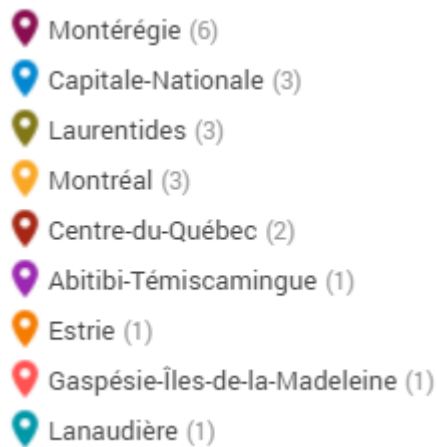 Montérégie (6)
Capitale-Nationale (3)
Laurentides (3)
Montréal (3)
Centre-du-Québec (2)
Abitibi-Témiscamingue (1)
Estrie (1)
Gaspésie-Îles-de-la-Madeleine (1)
Lanaudière (1)